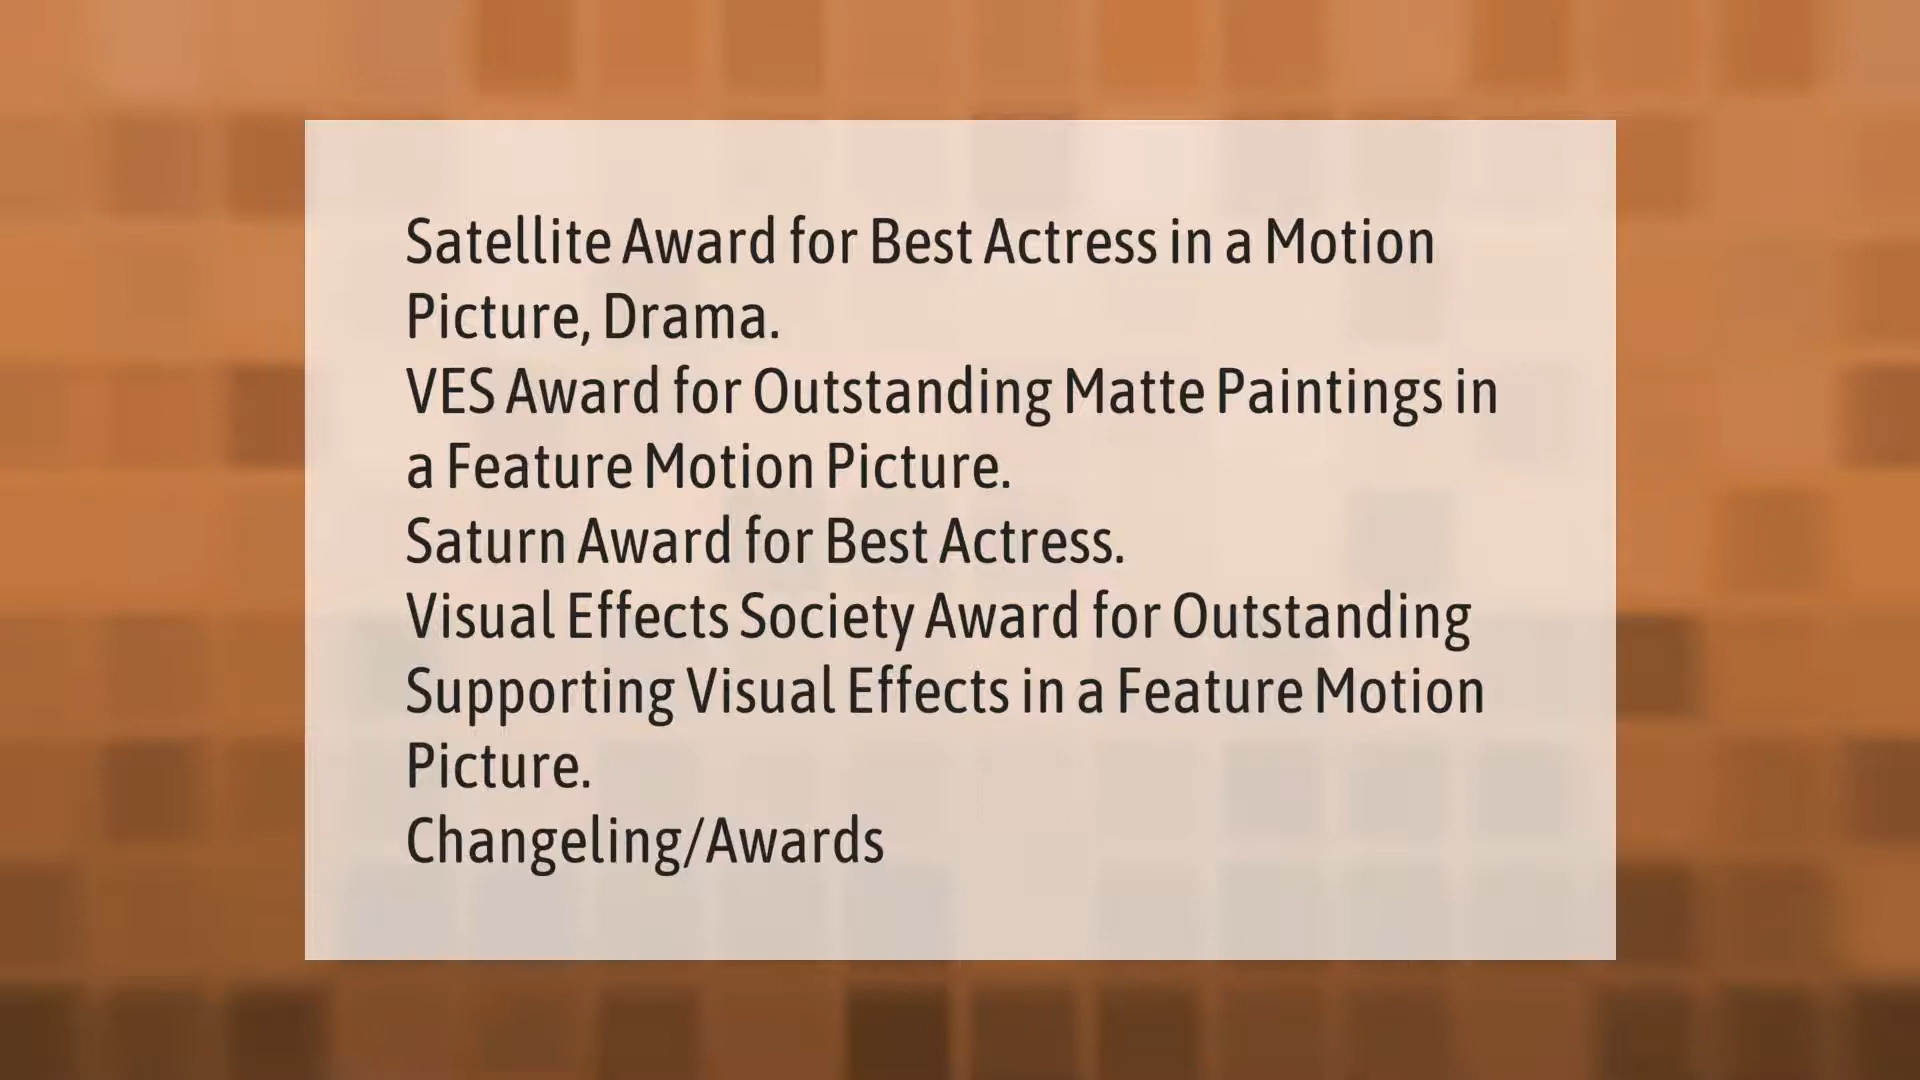 Satellite Award for Best Actress in a Motion
Picture, Drama.
VES Award for Outstanding Matte Paintings in
a Feature Motion Picture.
Saturn Award for Best Actress.
Visual Effects Society Award for Outstanding
Supporting Visual Effects in a Feature Motion
Picture.
Changeling/Awards